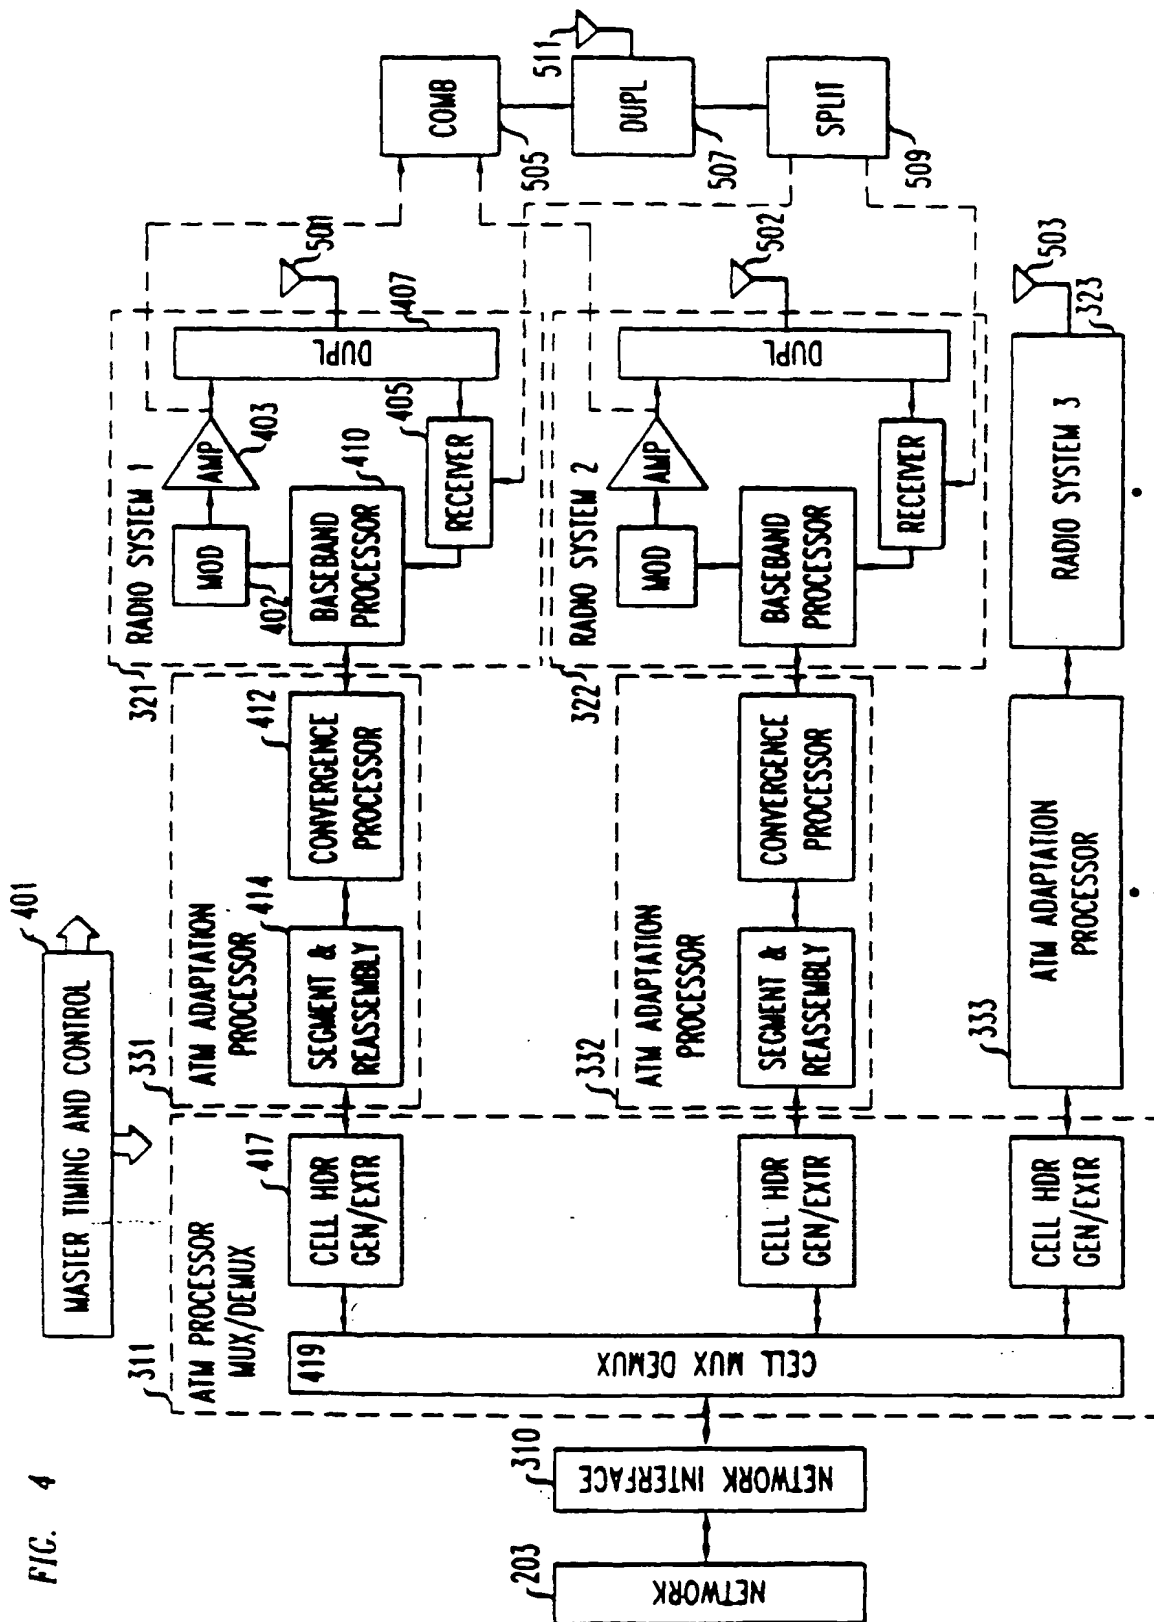 FIG. 4
MASTER TIMING AND CONTROL
401
203
NETWORK
310
NETWORK INTERFACE
311
ATM PROCESSOR
MUX/DEMUX
419
CELL MUX DEMUX
417
CELL HDR
GEN/EXTR
CELL HDR
GEN/EXTR
CELL HDR
GEN/EXTR
331
ATM ADAPTATION
PROCESSOR
414
SEGMENT &
REASSEMBLY
412
CONVERGENCE
PROCESSOR
332
ATM ADAPTATION
PROCESSOR
SEGMENT &
REASSEMBLY
CONVERGENCE
PROCESSOR
333
ATM ADAPTATION
PROCESSOR
321
RADIO SYSTEM 1
MOD
402
AMP
403
BASEBAND
PROCESSOR
410
RECEIVER
405
DUPL
407
501
322
RADIO SYSTEM 2
MOD
AMP
BASEBAND
PROCESSOR
RECEIVER
DUPL
502
RADIO SYSTEM 3
323
503
COMB
505
DUPL
507
511
SPLIT
509